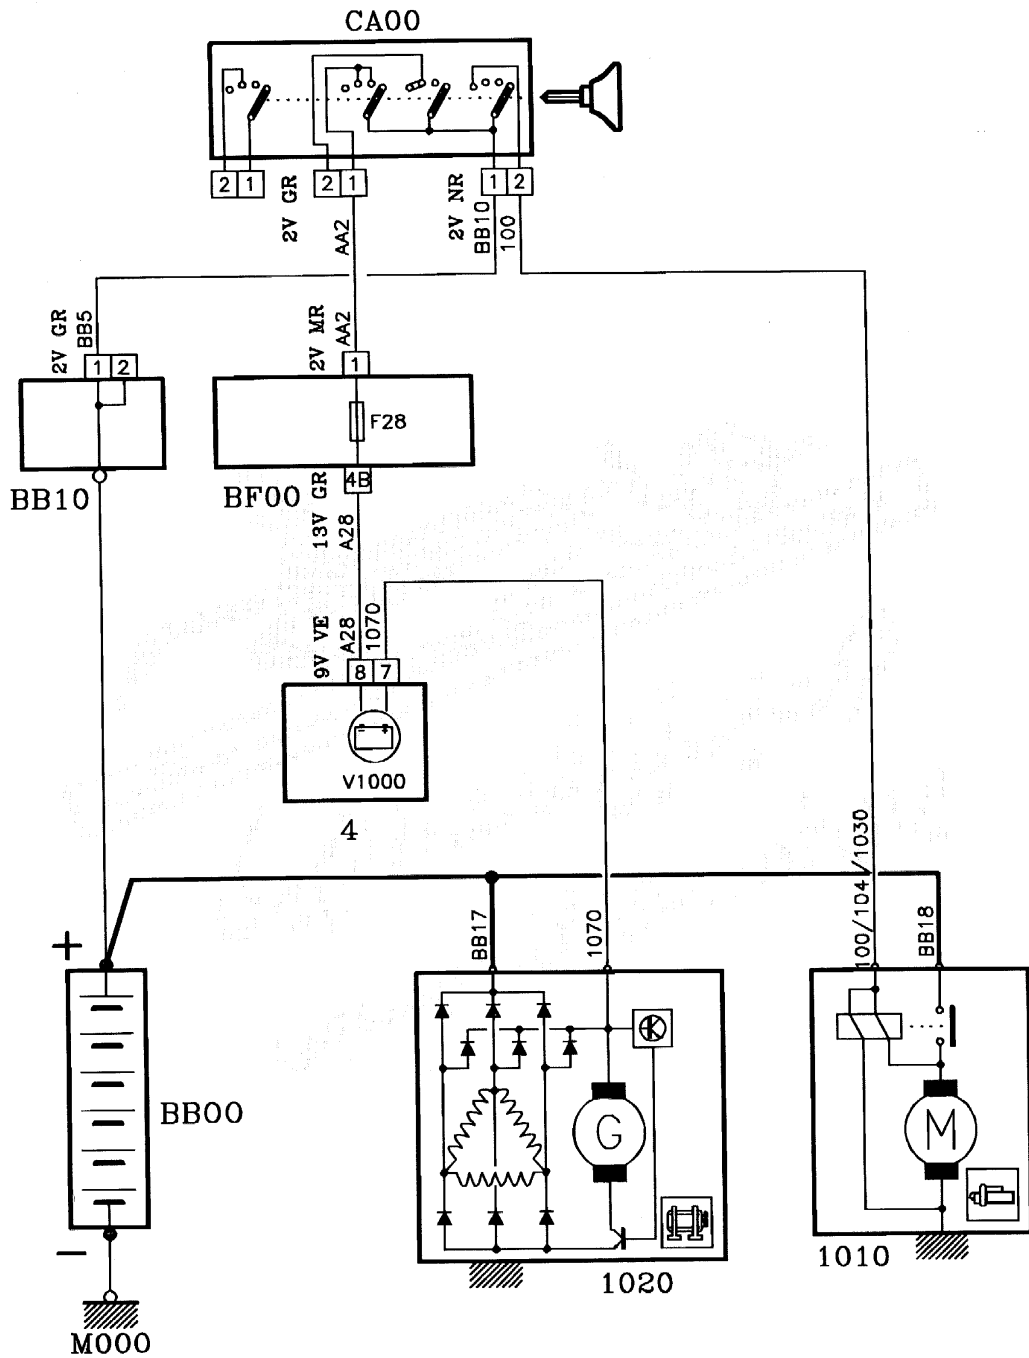 CA00
2 1
2V GR
2 1
2V NR
1 2
AA2
BB10
100
2V GR
BB5
1 2
2V MR
AA2
1
F28
BB10
BF00
4B
13V GR
A28
9V VE
A28
1070
8 7
V1000
4
100/104/1030
BB17
1070
BB18
+
BB00
G
M
−
1020
1010
M000